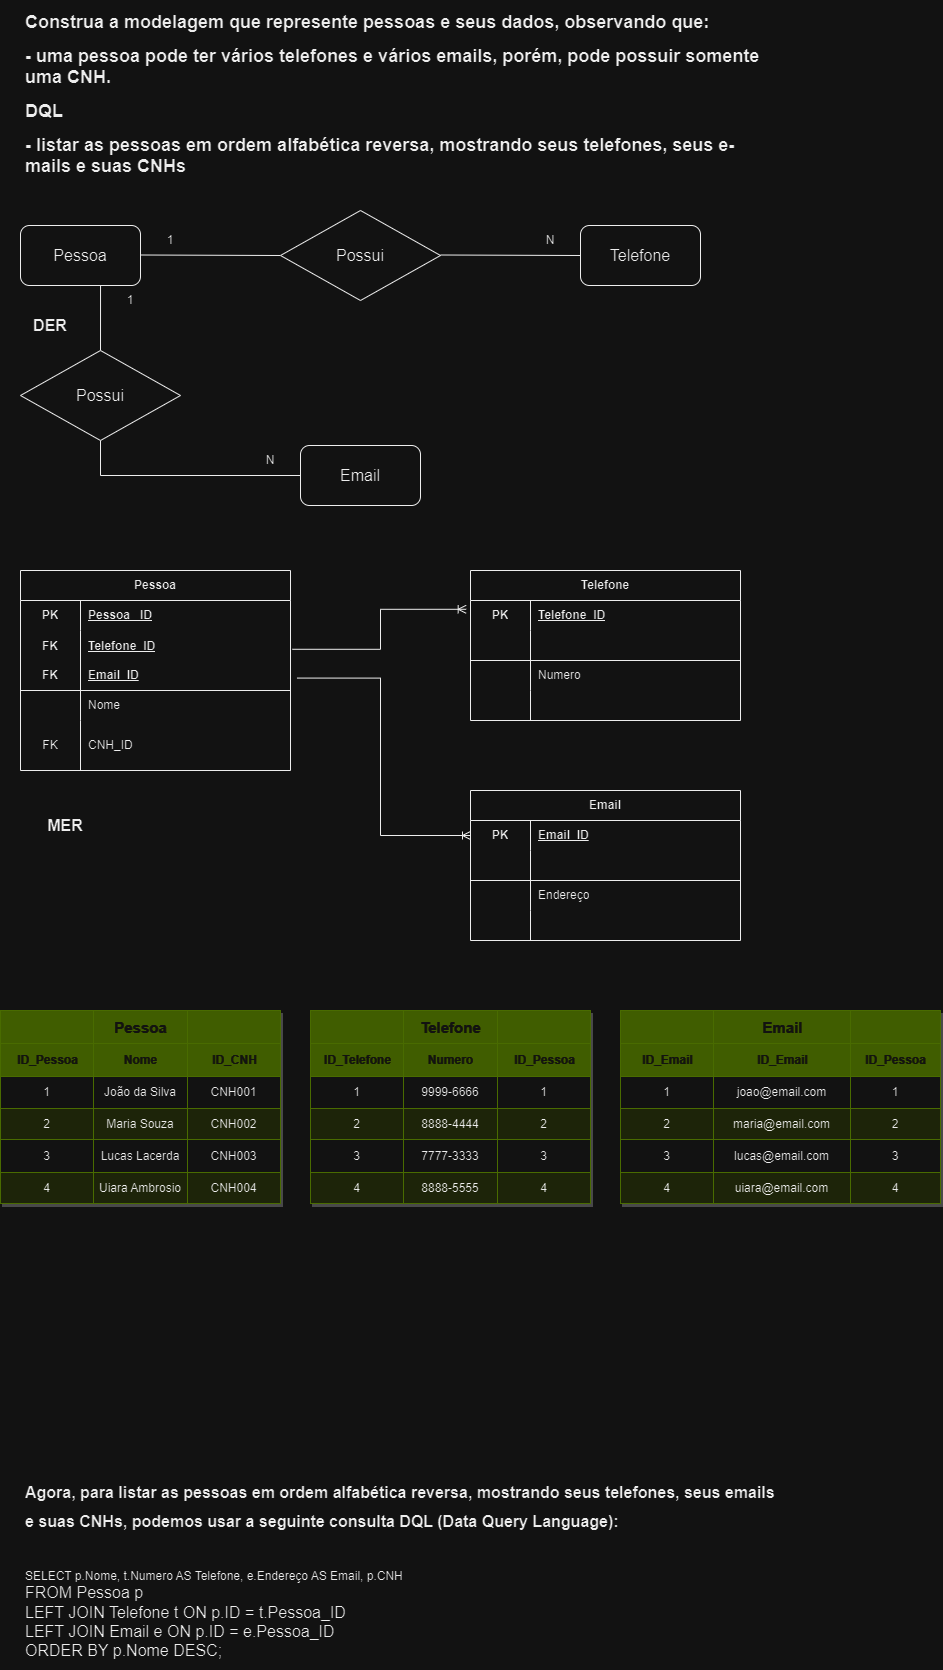 Construa a modelagem que represente pessoas e seus dados, observando que:
- uma pessoa pode ter vários telefones e vários emails, porém, pode possuir somente
uma CNH.
DQL
- listar as pessoas em ordem alfabética reversa, mostrando seus telefones, seus e-
mails e suas CNHs
Pessoa
1
Possui
N
Telefone
1
DER
Possui
N
Email
Pessoa
PK Pessoa_ID
FK Telefone_ID
FK Email_ID
Nome
FK CNH_ID
Telefone
PK Telefone_ID
Numero
MER
Email
PK Email_ID
Endereço
Pessoa
ID_Pessoa Nome ID_CNH
1 João da Silva CNH001
2 Maria Souza CNH002
3 Lucas Lacerda CNH003
4 Uiara Ambrosio CNH004
Telefone
ID_Telefone Numero ID_Pessoa
1 9999-6666 1
2 8888-4444 2
3 7777-3333 3
4 8888-5555 4
Email
ID_Email ID_Email ID_Pessoa
1 joao@email.com 1
2 maria@email.com 2
3 lucas@email.com 3
4 uiara@email.com 4
Agora, para listar as pessoas em ordem alfabética reversa, mostrando seus telefones, seus emails
e suas CNHs, podemos usar a seguinte consulta DQL (Data Query Language):
SELECT p.Nome, t.Numero AS Telefone, e.Endereço AS Email, p.CNH
FROM Pessoa p
LEFT JOIN Telefone t ON p.ID = t.Pessoa_ID
LEFT JOIN Email e ON p.ID = e.Pessoa_ID
ORDER BY p.Nome DESC;